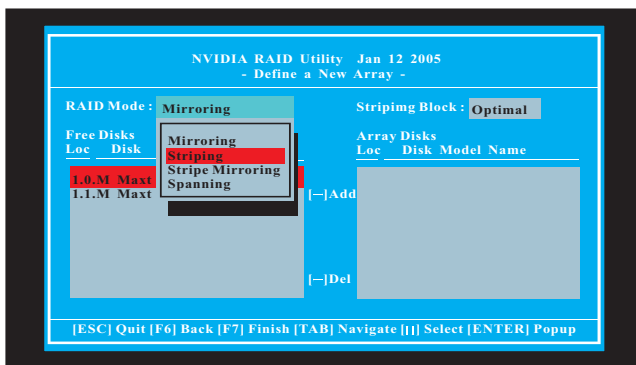 NVIDIA RAID Utility Jan 12 2005
- Define a New Array -
RAID Mode : Mirroring
Stripimg Block : Optimal
Free Disks
Loc Disk
Mirroring
Striping
Stripe Mirroring
Spanning
Array Disks
Loc Disk Model Name
1.0.M Maxt
1.1.M Maxt
[—]Add
[—]Del
[ESC] Quit [F6] Back [F7] Finish [TAB] Navigate [||] Select [ENTER] Popup